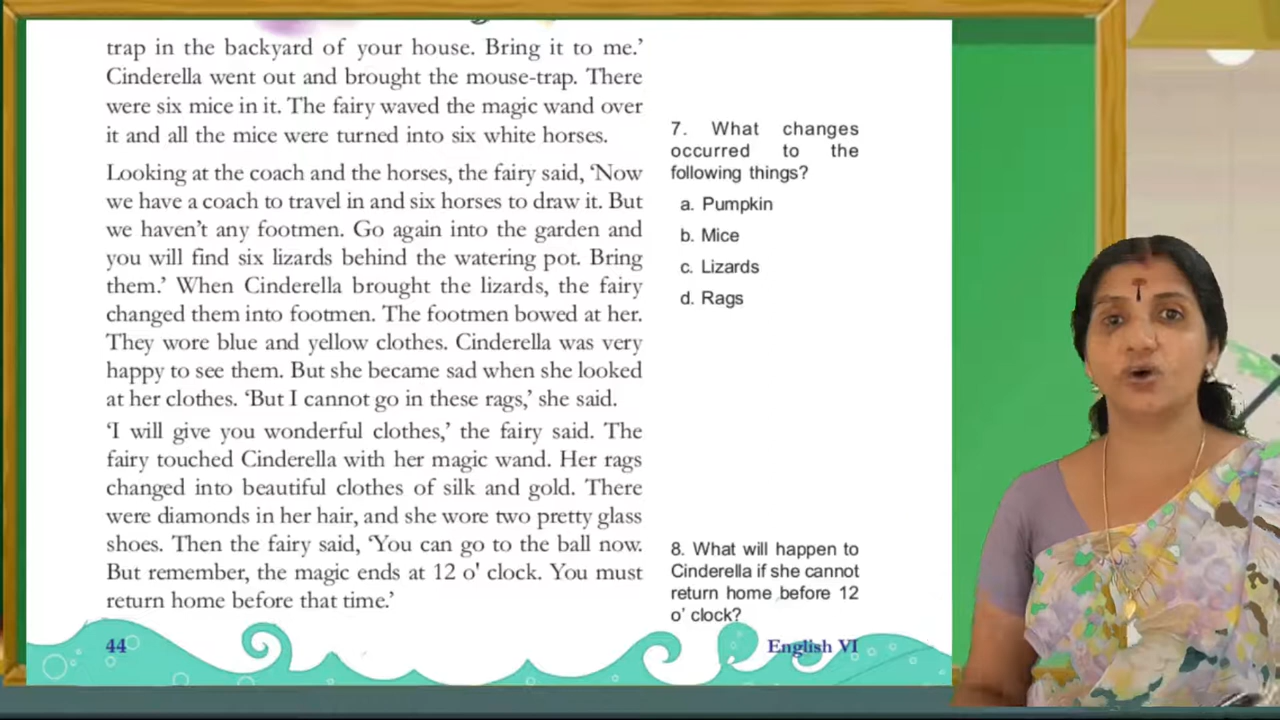 trap in the backyard of your house. Bring it to me.’
Cinderella went out and brought the mouse-trap. There
were six mice in it. The fairy waved the magic wand over
it and all the mice were turned into six white horses.
Looking at the coach and the horses, the fairy said, ‘Now
we have a coach to travel in and six horses to draw it. But
we haven’t any footmen. Go again into the garden and
you will find six lizards behind the watering pot. Bring
them.’ When Cinderella brought the lizards, the fairy
changed them into footmen. The footmen bowed at her.
They wore blue and yellow clothes. Cinderella was very
happy to see them. But she became sad when she looked
at her clothes. ‘But I cannot go in these rags,’ she said.
‘I will give you wonderful clothes,’ the fairy said. The
fairy touched Cinderella with her magic wand. Her rags
changed into beautiful clothes of silk and gold. There
were diamonds in her hair, and she wore two pretty glass
shoes. Then the fairy said, ‘You can go to the ball now.
But remember, the magic ends at 12 o' clock. You must
return home before that time.’
7. What changes
occurred to the
following things?
a. Pumpkin
b. Mice
c. Lizards
d. Rags
8. What will happen to
Cinderella if she cannot
return home before 12
o’ clock?
44
English VI